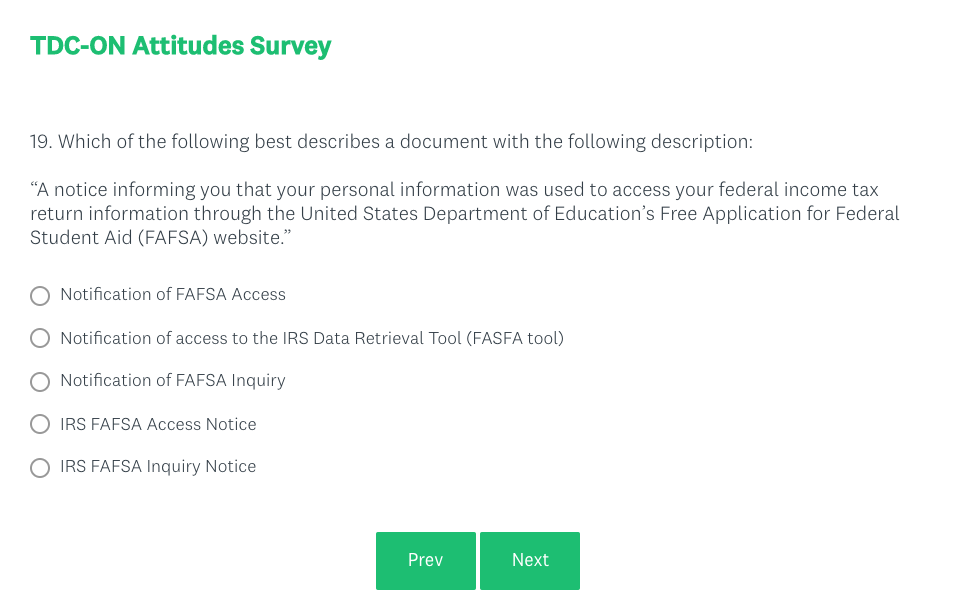 TDC-ON Attitudes Survey
19. Which of the following best describes a document with the following description:
“A notice informing you that your personal information was used to access your federal income tax
return information through the United States Department of Education’s Free Application for Federal
Student Aid (FAFSA) website.”
Notification of FAFSA Access
Notification of access to the IRS Data Retrieval Tool (FASFA tool)
Notification of FAFSA Inquiry
IRS FAFSA Access Notice
IRS FAFSA Inquiry Notice
Prev Next